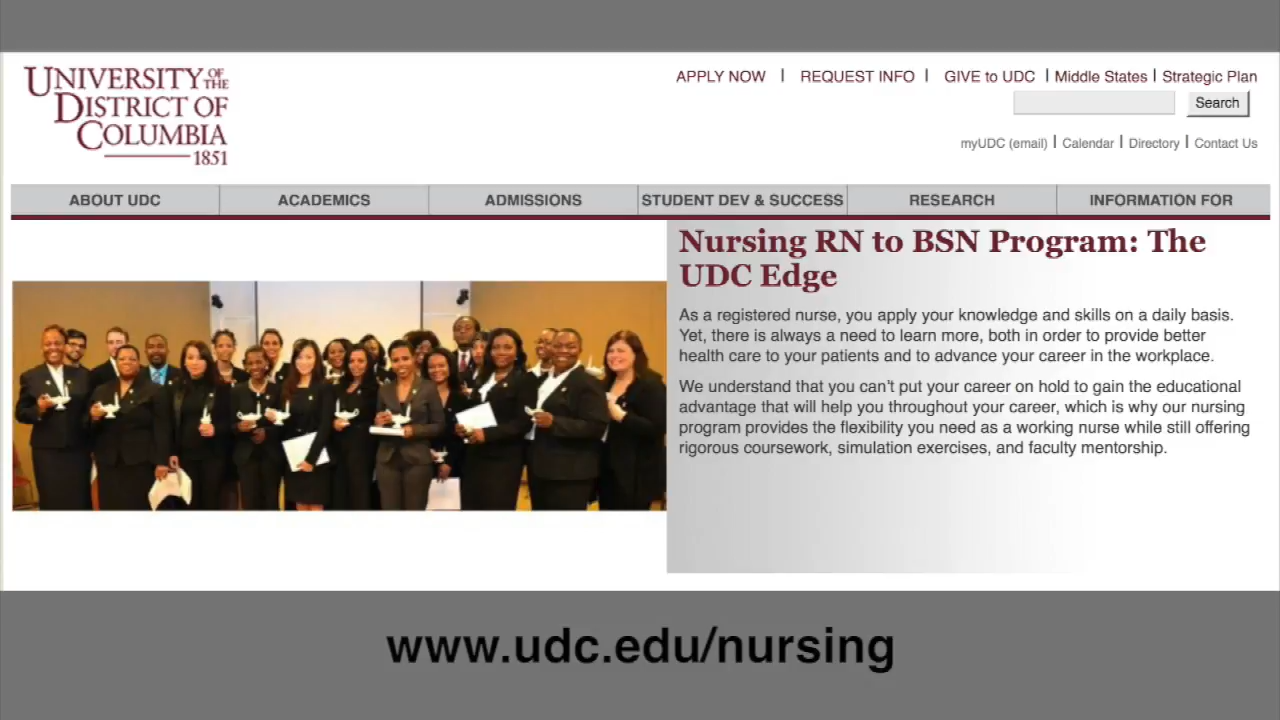 UNIVERSITY OF THE
DISTRICT OF
COLUMBIA
1851
APPLY NOW | REQUEST INFO | GIVE to UDC | Middle States | Strategic Plan
Search
myUDC (email) | Calendar | Directory | Contact Us
ABOUT UDC ACADEMICS ADMISSIONS STUDENT DEV & SUCCESS RESEARCH INFORMATION FOR
Nursing RN to BSN Program: The
UDC Edge
As a registered nurse, you apply your knowledge and skills on a daily basis.
Yet, there is always a need to learn more, both in order to provide better
health care to your patients and to advance your career in the workplace.
We understand that you can't put your career on hold to gain the educational
advantage that will help you throughout your career, which is why our nursing
program provides the flexibility you need as a working nurse while still offering
rigorous coursework, simulation exercises, and faculty mentorship.
www.udc.edu/nursing